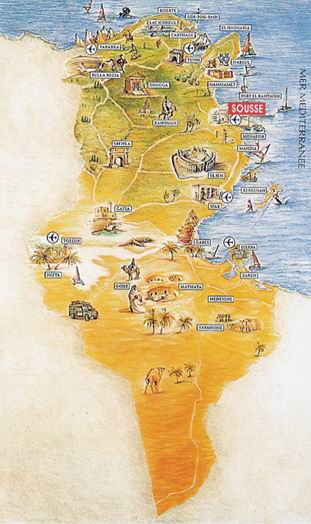 BIZERTE
SIDI-BOU-SAID
LAC ICHKEUL
EL HAOUARIA
CARTHAGE
TABARKA
TUNIS
NABEUL
BULLA REGIA
HAMMAMET
DOUGGA
PORT EL KANTAOUI
SOUSSE
KAIROUAN
MONASTIR
SBEITLA
MAHDIA
EL JEM
KERKENAH
SFAX
GAFSA
TOZEUR
GABES
DJERBA
NEFTA
ZARZIS
DOUZ
MATMATA
MEDENINE
TATAOUINE
MER MEDITERRANEE